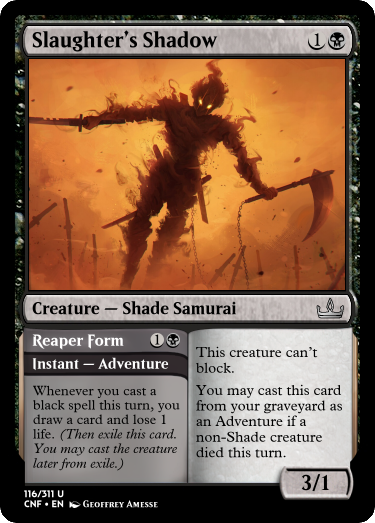 Slaughter's Shadow 1
Creature — Shade Samurai
Reaper Form 1
Instant — Adventure
Whenever you cast a
black spell this turn, you
draw a card and lose 1
life. (Then exile this card.
You may cast the creature
later from exile.)
This creature can't
block.
You may cast this card
from your graveyard as
an Adventure if a
non-Shade creature
died this turn.
3/1
116/311 U
CNF • EN Geoffrey Amesse